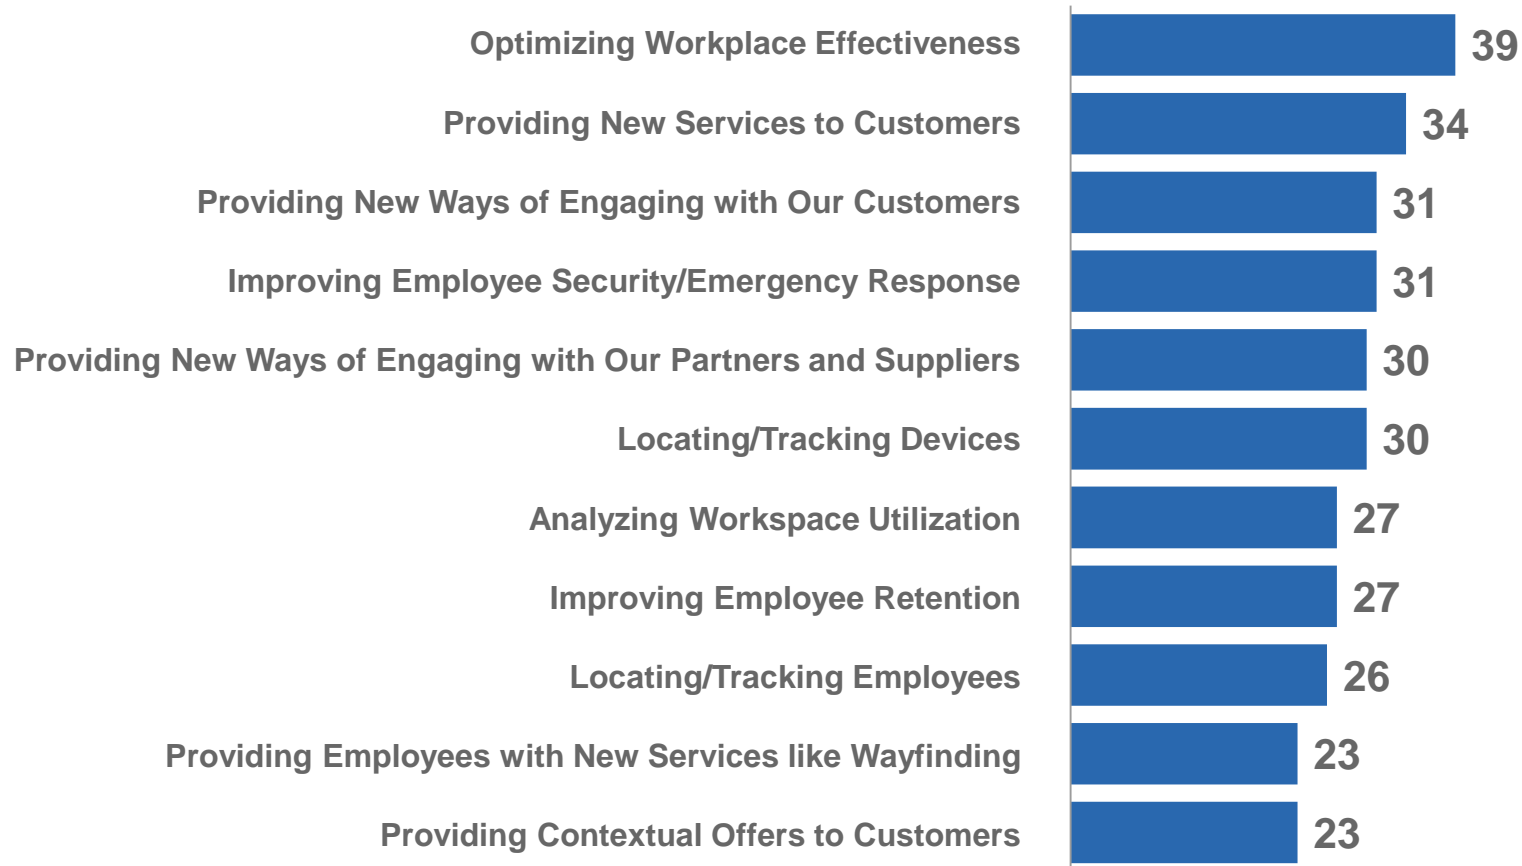 Optimizing Workplace Effectiveness 39
Providing New Services to Customers 34
Providing New Ways of Engaging with Our Customers 31
Improving Employee Security/Emergency Response 31
Providing New Ways of Engaging with Our Partners and Suppliers 30
Locating/Tracking Devices 30
Analyzing Workspace Utilization 27
Improving Employee Retention 27
Locating/Tracking Employees 26
Providing Employees with New Services like Wayfinding 23
Providing Contextual Offers to Customers 23